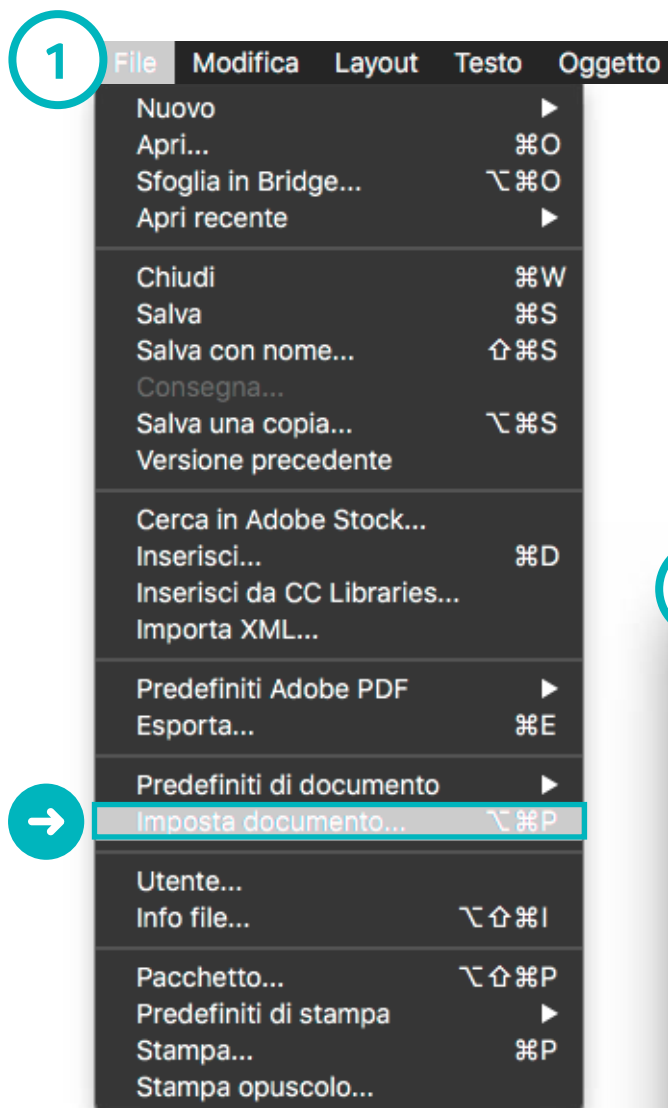 1
File Modifica Layout Testo Oggetto
Nuovo ▶
Apri... ⌘O
Sfoglia in Bridge... ⌥⌘O
Apri recente ▶
Chiudi ⌘W
Salva ⌘S
Salva con nome... ⇧⌘S
Consegna...
Salva una copia... ⌥⌘S
Versione precedente
Cerca in Adobe Stock...
Inserisci... ⌘D
Inserisci da CC Libraries...
Importa XML...
Predefiniti Adobe PDF ▶
Esporta... ⌘E
Predefiniti di documento ▶
Imposta documento... ⌥⌘P
Utente...
Info file... ⌥⇧⌘I
Pacchetto... ⌥⇧⌘P
Predefiniti di stampa ▶
Stampa... ⌘P
Stampa opuscolo...